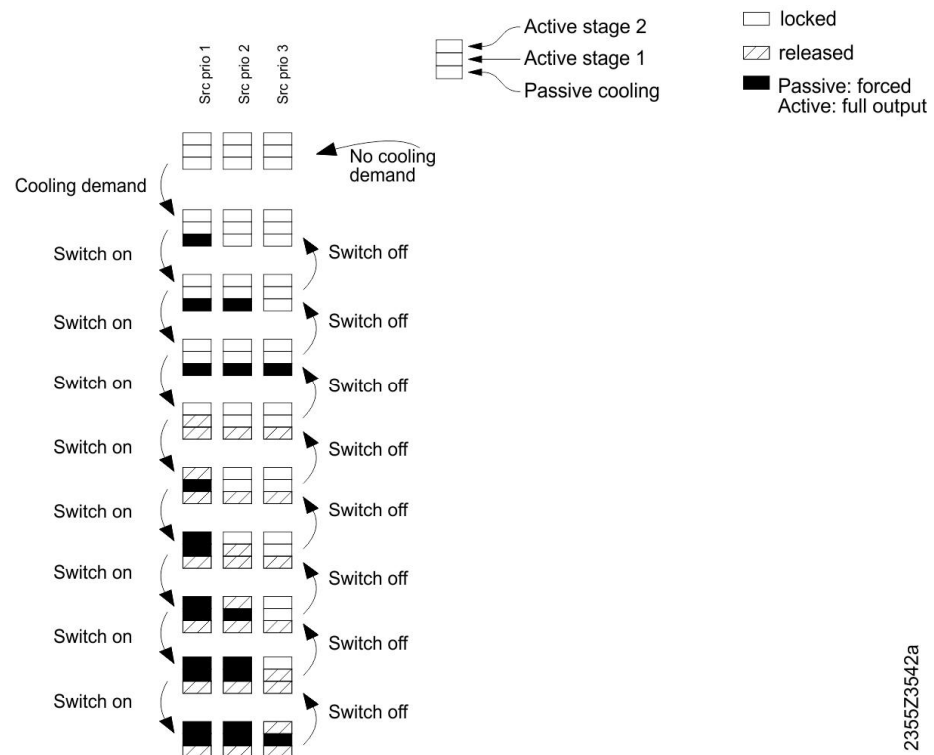 Src prio 1
Src prio 2
Src prio 3
Active stage 2
Active stage 1
Passive cooling
locked
released
Passive: forced
Active: full output
No cooling
demand
Cooling demand
Switch on
Switch off
Switch on
Switch off
Switch on
Switch off
Switch on
Switch off
Switch on
Switch off
Switch on
Switch off
Switch on
Switch off
Switch on
Switch off
2355Z3542a